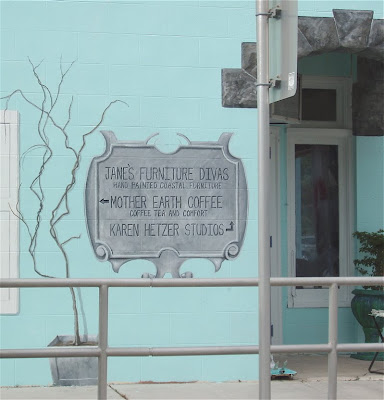 JANE'S FURNITURE DIVAS
HAND PAINTED COASTAL FURNITURE
MOTHER EARTH COFFEE
COFFEE TEA AND COMFORT
KAREN HETZER STUDIOS